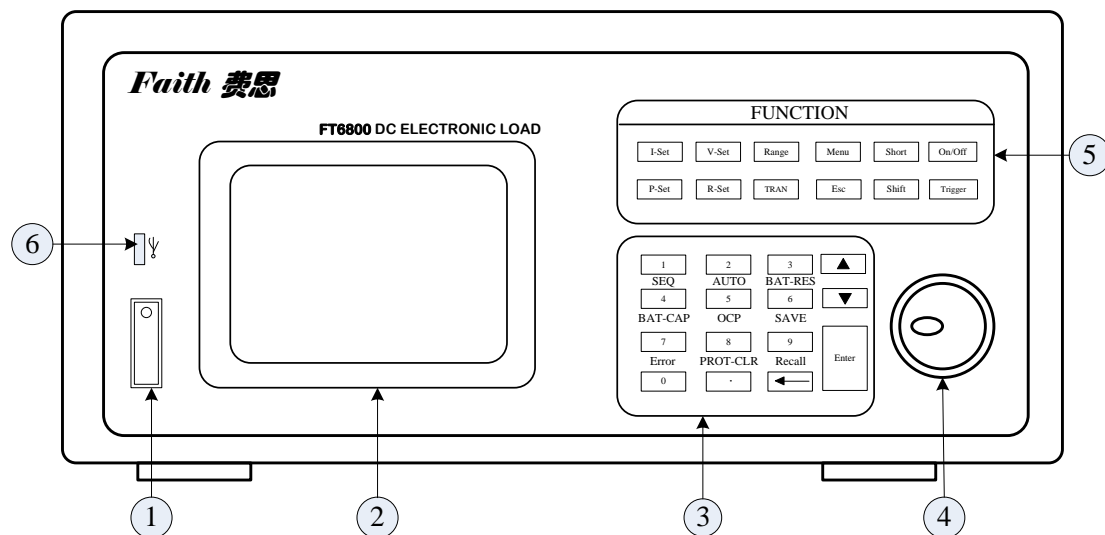 Faith 费思
FT6800 DC ELECTRONIC LOAD
FUNCTION
I-Set V-Set Range Menu Short On/Off
P-Set R-Set TRAN Esc Shift Trigger
5
6
1 2 3
SEQ AUTO BAT-RES
4 5 6
BAT-CAP OCP SAVE
7 8 9
Error PROT-CLR Recall
Enter
0 .
1 2 3 4